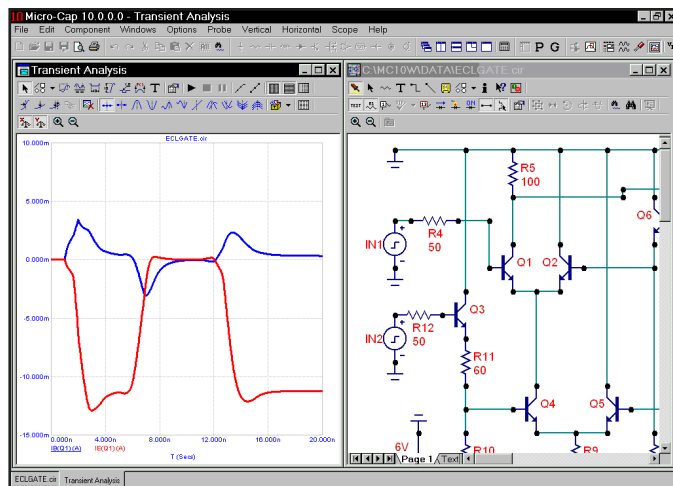 Micro-Cap 10.0.0.0 - Transient Analysis
File Edit Component Windows Options Probe Vertical Horizontal Scope Help
Transient Analysis
ECLGATE.cir
10.000m
5.000m
0.000m
-5.000m
-10.000m
-15.000m
0.000n 4.000n 8.000n 12.000n 16.000n 20.000n
IB(Q1) (A) IE(Q1) (A)
T (Secs)
C:\MC10W\DATA\ECLGATE.cir
R5
100
IN1
R4
50
Q1
Q2
Q6
IN2
R12
50
Q3
R11
60
Q4
Q5
6V
R10
R9
Page 1 Text
ECLGATE.cir Transient Analysis